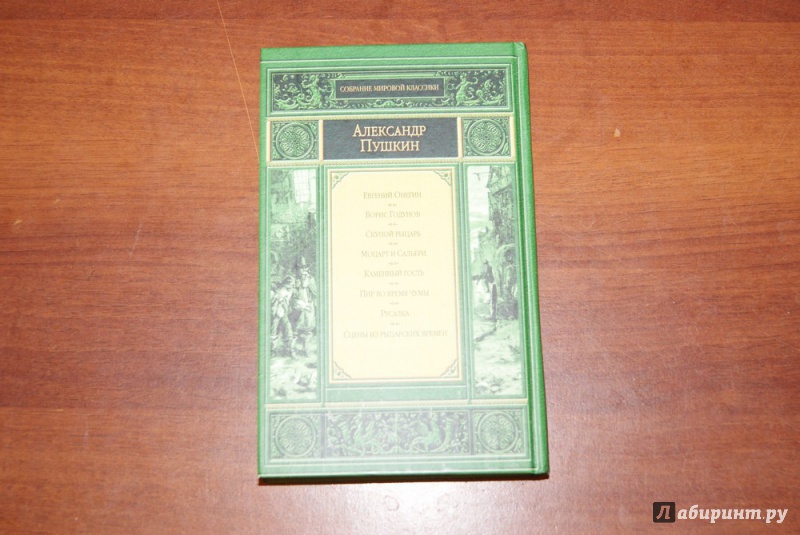 СОБРАНИЕ МИРОВОЙ КЛАССИКИ
АЛЕКСАНДР
ПУШКИН
ЕВГЕНИЙ ОНЕГИН
БОРИС ГОДУНОВ
СКУПОЙ РЫЦАРЬ
МОЦАРТ И САЛЬЕРИ
КАМЕННЫЙ ГОСТЬ
ПИР ВО ВРЕМЯ ЧУМЫ
РУСАЛКА
СЦЕНЫ ИЗ РЫЦАРСКИХ ВРЕМЕН
Лабиринт.ру